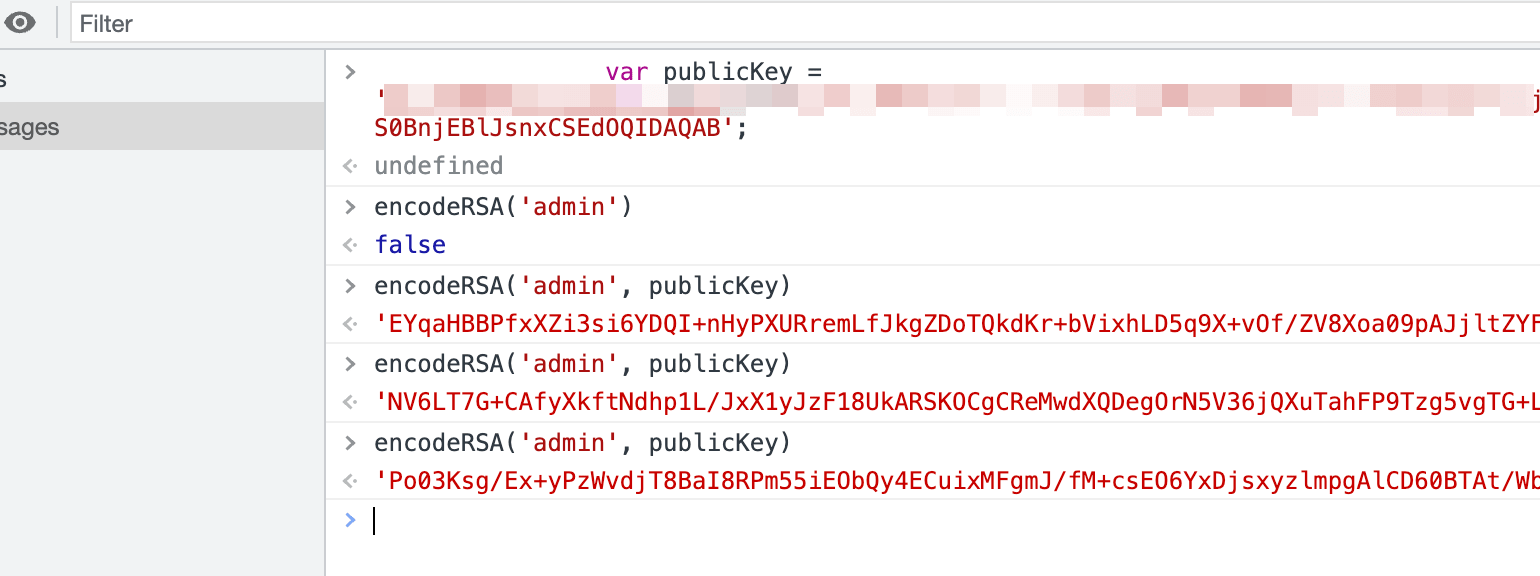 Filter
s
sages
> var publicKey =
'
j
S0BnjEBlJsnxCSEdOQIDAQAB';
undefined
> encodeRSA('admin')
false
> encodeRSA('admin', publicKey)
'EYqaHBBPfxXZi3si6YDQI+nHyPXURremLfJkgZDoTQkdKr+bVixhLD5q9X+vOf/ZV8Xoa09pAJjltZYF
> encodeRSA('admin', publicKey)
'NV6LT7G+CAfyXkftNdhp1L/JxX1yJzF18UkARSKOCgCReMwdXQDegOrN5V36jQXuTahFP9Tzg5vgTG+L
> encodeRSA('admin', publicKey)
'Po03Ksg/Ex+yPzWvdjT8BaI8RPm55iEObQy4ECuixMFgmJ/fM+csEO6YxDjsxyzlmpgAlCD60BTAt/Wb
>